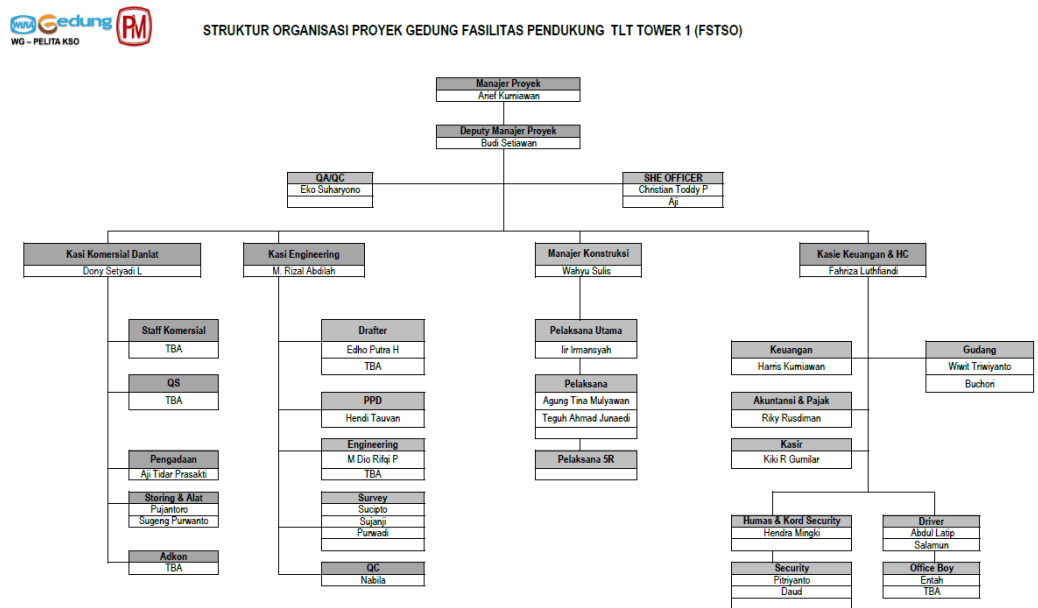 WIKA Gedung PM
WG – PELITA KSO
STRUKTUR ORGANISASI PROYEK GEDUNG FASILITAS PENDUKUNG TLT TOWER 1 (FSTSO)
Manajer Proyek
Arief Kurniawan
Deputy Manajer Proyek
Budi Setiawan
QA/QC
Eko Suharyono
SHE OFFICER
Christian Toddy P
Aji
Kasi Komersial Danlat
Dony Setyadi L
Kasi Engineering
M. Rizal Abdilah
Manajer Konstruksi
Wahyu Sulis
Kasie Keuangan & HC
Fahriza Luthfiandi
Staff Komersial
TBA
QS
TBA
Pengadaan
Aji Tidar Prasakti
Storing & Alat
Pujantoro
Sugeng Purwanto
Adkon
TBA
Drafter
Edho Putra H
TBA
PPD
Hendi Tauvan
Engineering
M Dio Rifqi P
TBA
Survey
Sucipto
Sujanji
Purwadi
QC
Nabila
Pelaksana Utama
Iir Irmansyah
Pelaksana
Agung Tina Mulyawan
Teguh Ahmad Junaedi
Pelaksana 5R
Keuangan
Harris Kurniawan
Gudang
Wiwit Triwiyanto
Buchori
Akuntansi & Pajak
Riky Rusdiman
Kasir
Kiki R Gumilar
Humas & Kord Security
Hendra Mingki
Security
Pitriyanto
Daud
Driver
Abdul Latip
Salamun
Office Boy
Entah
TBA